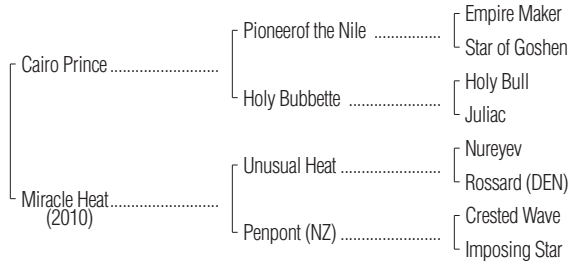 Empire Maker
Pioneerof the Nile ..................
Star of Goshen
Cairo Prince ..........................
Holy Bull
Holy Bubbette .........................
Juliac
Nureyev
Unusual Heat ..........................
Rossard (DEN)
Miracle Heat ..........................
(2010)
Crested Wave
Penpont (NZ) ..........................
Imposing Star